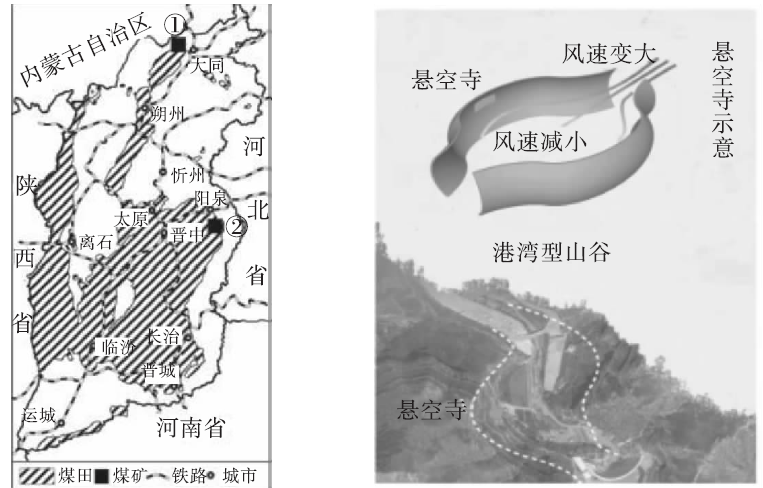 ①
内蒙古自治区
大同
朔州
忻州
河北省
阳泉
太原
陕西省
离石
晋中
②
长治
临汾
晋城
运城
河南省
煤田 煤矿 铁路 城市
风速变大
悬空寺
悬空寺示意
风速减小
港湾型山谷
悬空寺